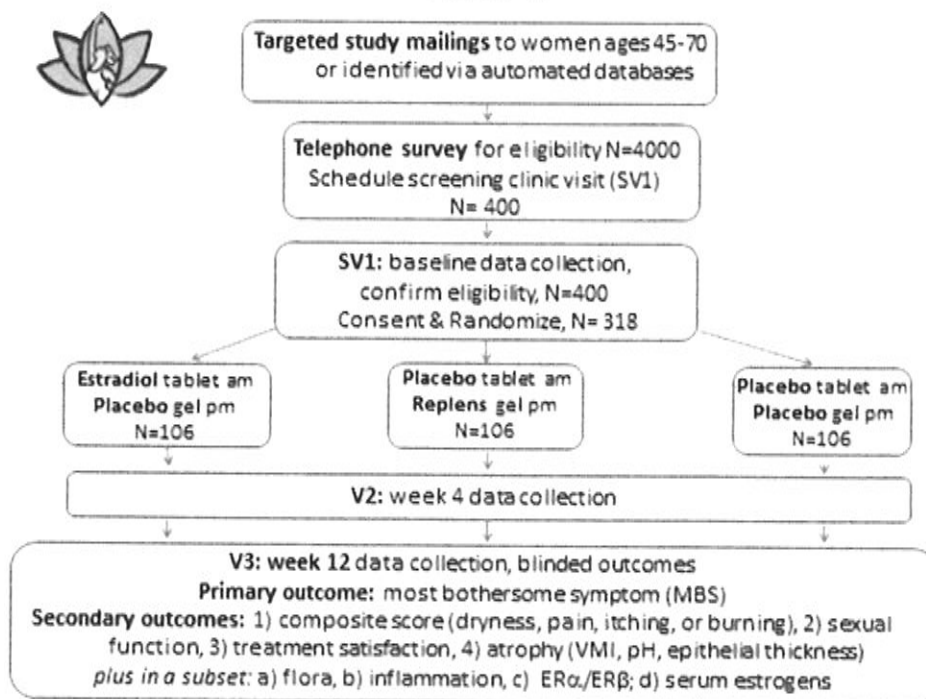 Targeted study mailings to women ages 45-70
or identified via automated databases
Telephone survey for eligibility N=4000
Schedule screening clinic visit (SV1)
N= 400
SV1: baseline data collection,
confirm eligibility, N=400
Consent & Randomize, N= 318
Estradiol tablet am
Placebo gel pm
N=106
Placebo tablet am
Replens gel pm
N=106
Placebo tablet am
Placebo gel pm
N=106
V2: week 4 data collection
V3: week 12 data collection, blinded outcomes
Primary outcome: most bothersome symptom (MBS)
Secondary outcomes: 1) composite score (dryness, pain, itching, or burning), 2) sexual
function, 3) treatment satisfaction, 4) atrophy (VMI, pH, epithelial thickness)
plus in a subset: a) flora, b) inflammation, c) ERα/ERβ; d) serum estrogens